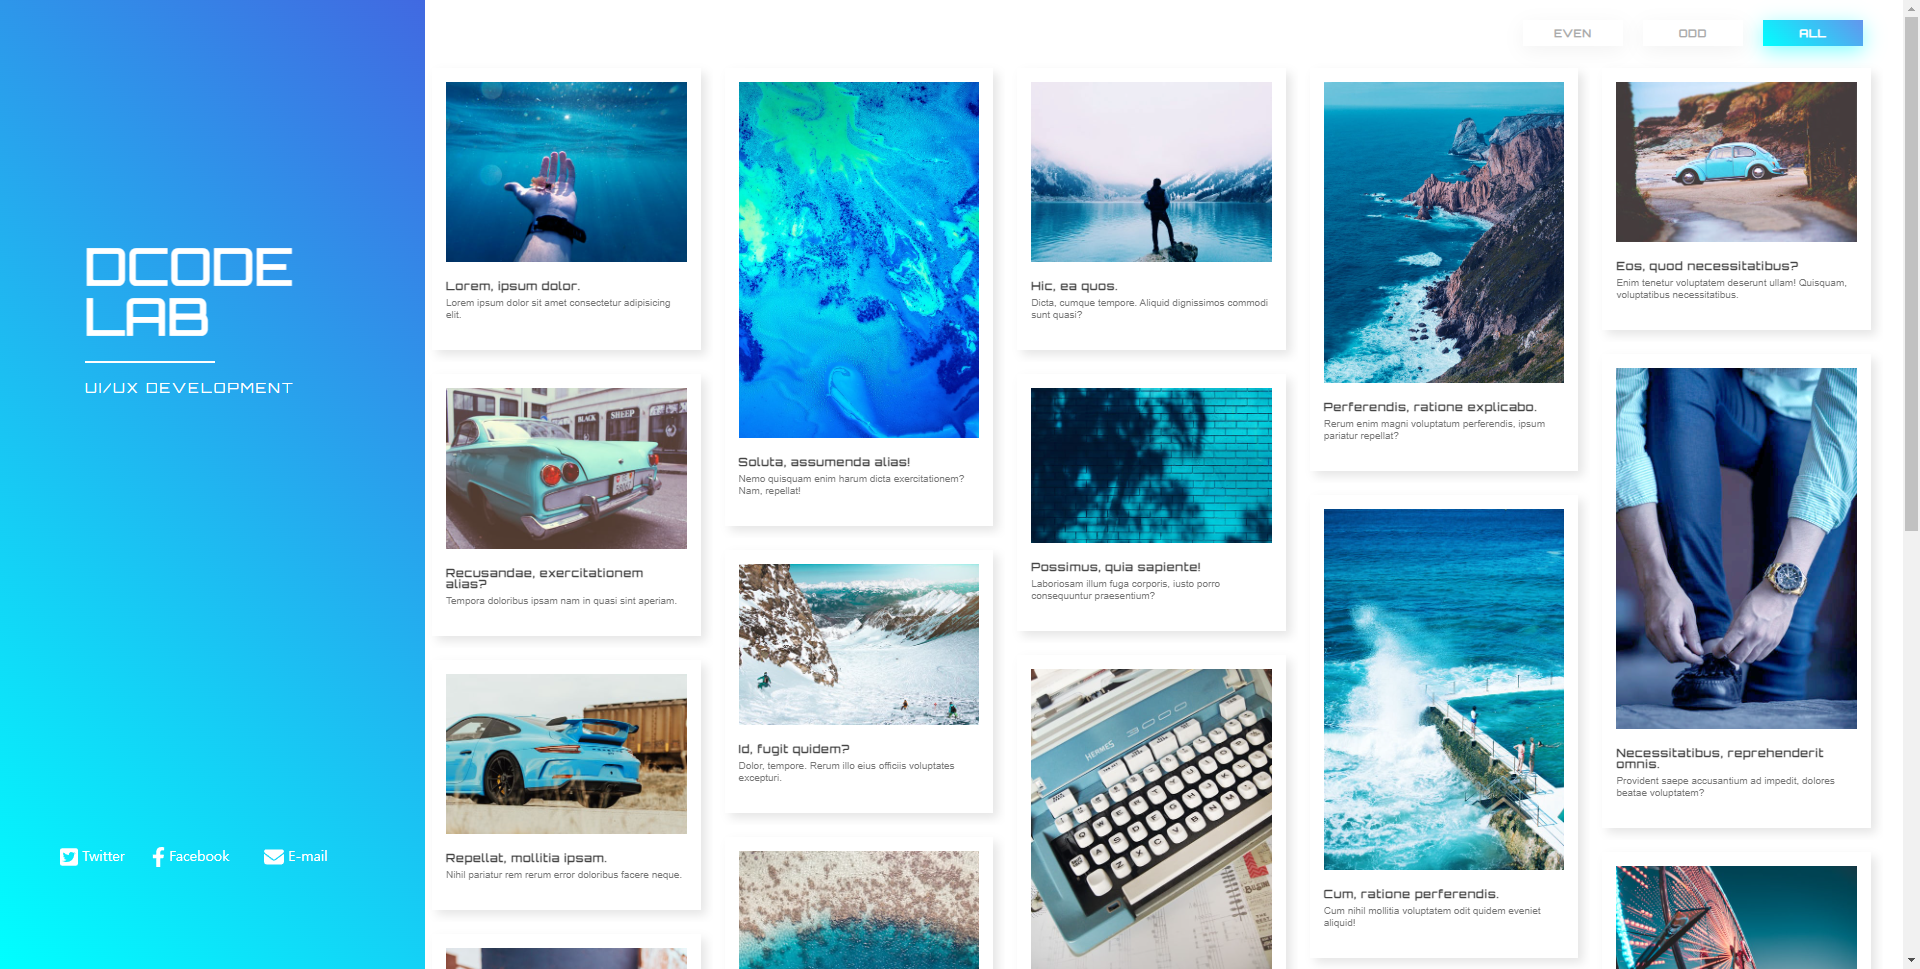 DCODE
LAB
UI/UX DEVELOPMENT
Twitter
Facebook
E-mail
EVEN
ODD
ALL
Lorem, ipsum dolor.
Lorem ipsum dolor sit amet consectetur adipisicing
elit.
BLACK
SHEEP
Recusandae, exercitationem
alias?
Tempora doloribus ipsam nam in quasi sint aperiam.
Repellat, mollitia ipsam.
Nihil pariatur rem rerum error doloribus facere neque.
Soluta, assumenda alias!
Nemo quisquam enim harum dicta exercitationem?
Nam, repellat!
Id, fugit quidem?
Dolor, tempore. Rerum illo eius officiis voluptates
excepturi.
Hic, ea quos.
Dicta, cumque tempore. Aliquid dignissimos commodi
sunt quasi?
Possimus, quia sapiente!
Laboriosam illum fuga corporis, iusto porro
consequuntur praesentium?
HERMES
3000
Perferendis, ratione explicabo.
Rerum enim magni voluptatum perferendis, ipsum
pariatur repellat?
Cum, ratione perferendis.
Cum nihil mollitia voluptatem odit quidem eveniet
aliquid!
Eos, quod necessitatibus?
Enim tenetur voluptatem deserunt ullam! Quisquam,
voluptatibus necessitatibus.
Necessitatibus, reprehenderit
omnis.
Provident saepe accusantium ad impedit, dolores
beatae voluptatem?